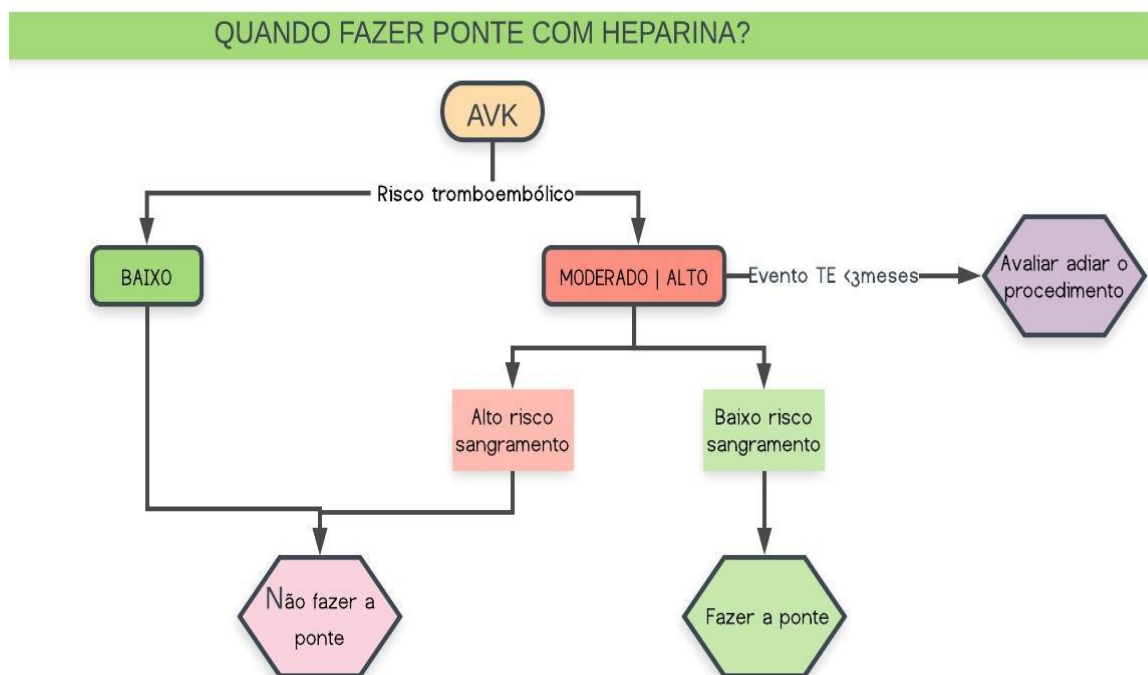 QUANDO FAZER PONTE COM HEPARINA?
AVK
Risco tromboembólico
BAIXO
MODERADO | ALTO
Evento TE <3meses
Avaliar adiar o
procedimento
Alto risco
sangramento
Baixo risco
sangramento
Não fazer a
ponte
Fazer a ponte